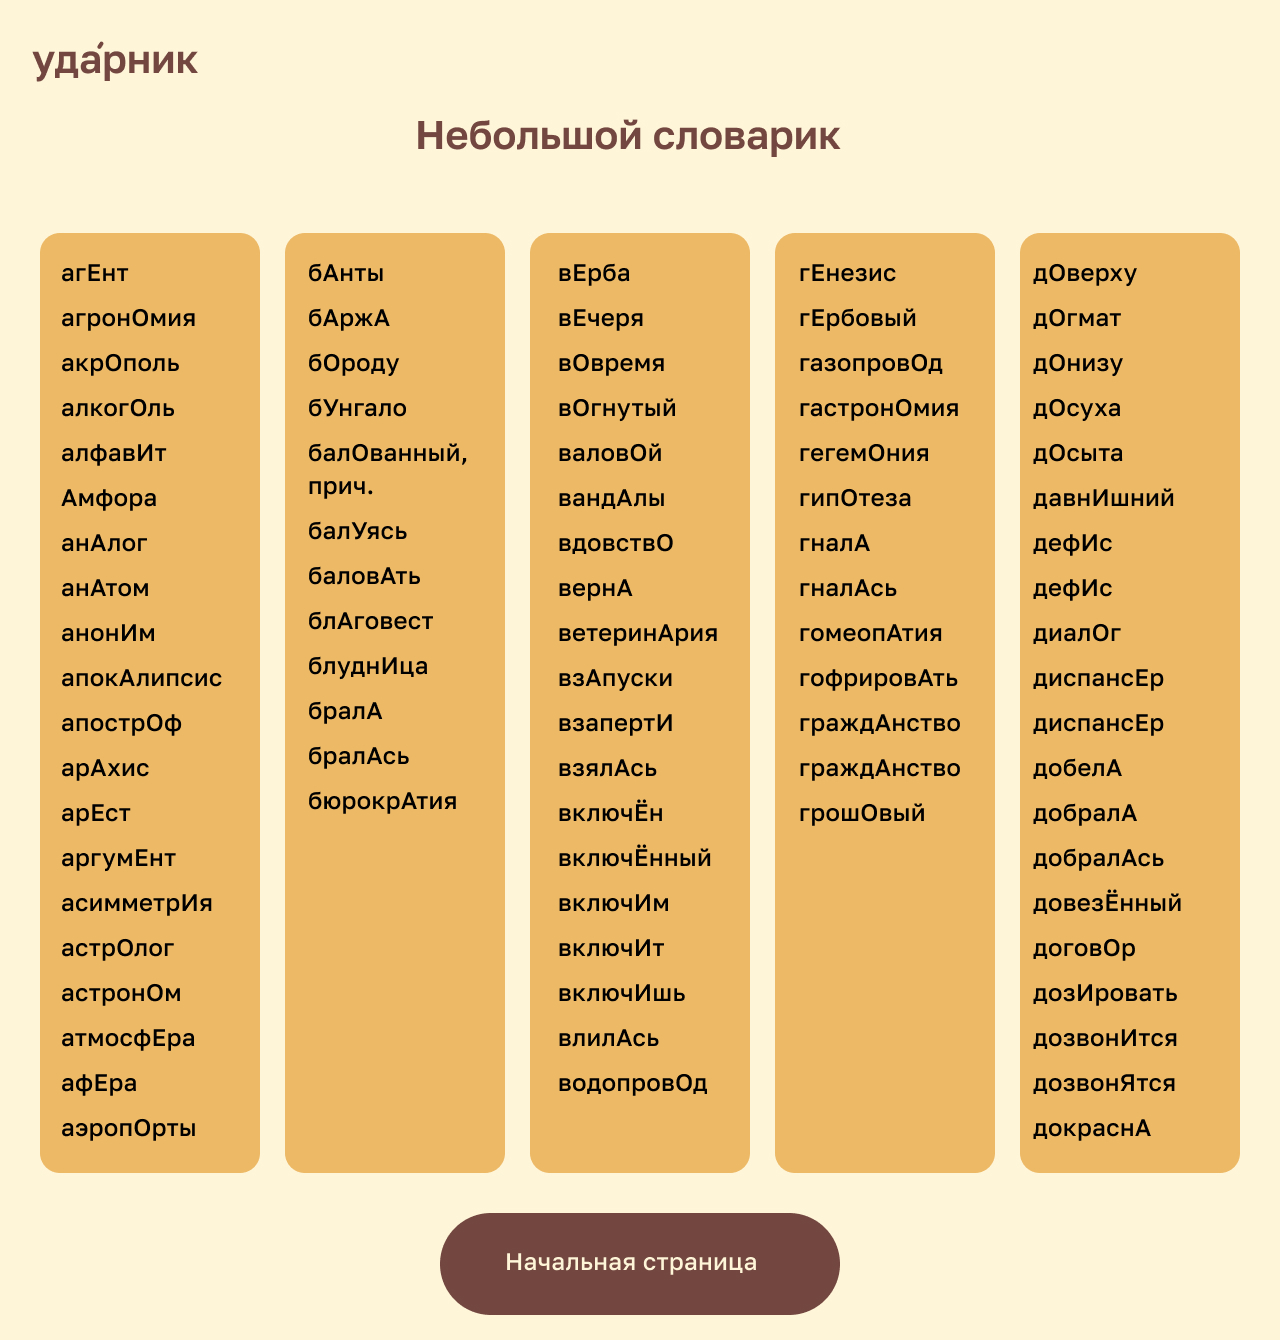 уда́рник
Небольшой словарик
агЕнт
агронОмия
акрОполь
алкогОль
алфавИт
Амфора
анАлог
анАтом
анонИм
апокАлипсис
апострОф
арАхис
арЕст
аргумЕнт
асимметрИя
астрОлог
астронОм
атмосфЕра
афЕра
аэропОрты
бАнты
бАржА
бОроду
бУнгало
балОванный,
прич.
балУясь
баловАть
блАговест
блуднИца
бралА
бралАсь
бюрокрАтия
вЕрба
вЕчеря
вОвремя
вОгнутый
валовОй
вандАлы
вдовствО
вернА
ветеринАрия
взАпуски
взапертИ
взялАсь
включЁн
включЁнный
включИм
включИт
включИшь
влилАсь
водопровОд
гЕнезис
гЕрбовый
газопровОд
гастронОмия
гегемОния
гипОтеза
гналА
гналАсь
гомеопАтия
гофрировАть
граждАнство
граждАнство
грошОвый
дОверху
дОгмат
дОнизу
дОсуха
дОсыта
давнИшний
дефИс
дефИс
диалОг
диспансЕр
диспансЕр
добелА
добралА
добралАсь
довезЁнный
договОр
дозИровать
дозвонИтся
дозвонЯтся
докраснА
Начальная страница